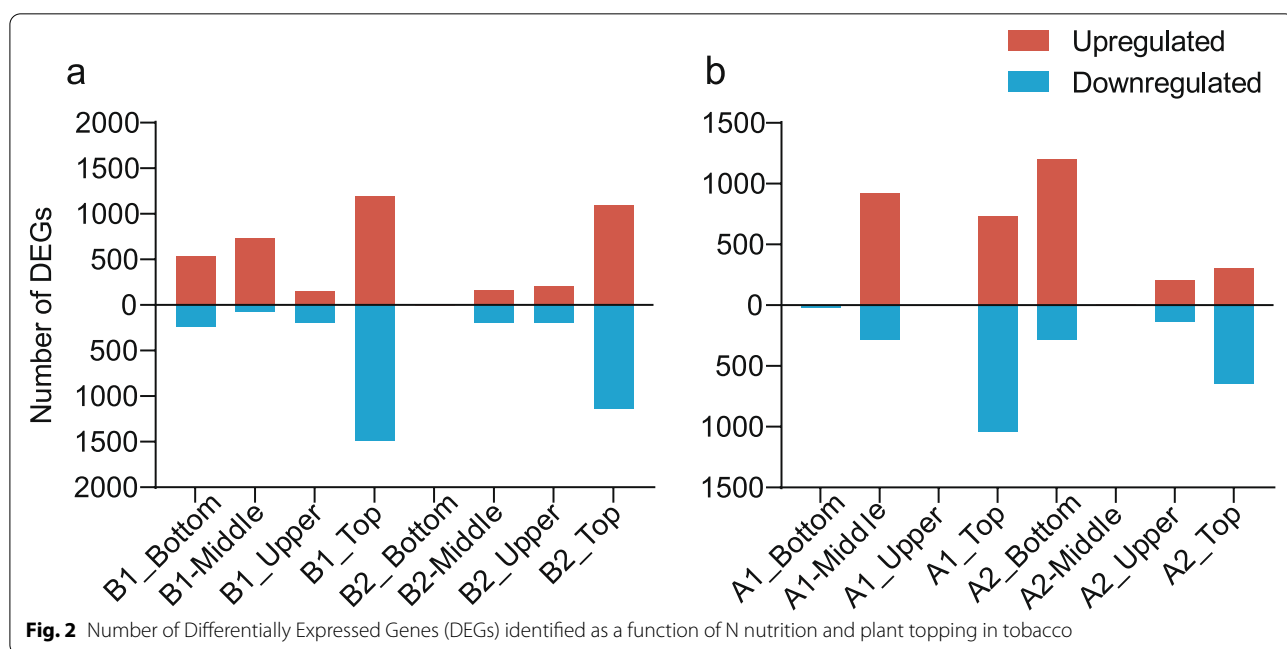 Upregulated
Downregulated
a
b
Number of DEGs
2000
1500
1000
500
0
500
1000
1500
2000
B1_Bottom
B1-Middle
B1_Upper
B1_Top
B2_Bottom
B2-Middle
B2_Upper
B2_Top
1500
1000
500
0
500
1000
1500
A1_Bottom
A1-Middle
A1_Upper
A1_Top
A2_Bottom
A2-Middle
A2_Upper
A2_Top
Fig. 2 Number of Differentially Expressed Genes (DEGs) identified as a function of N nutrition and plant topping in tobacco